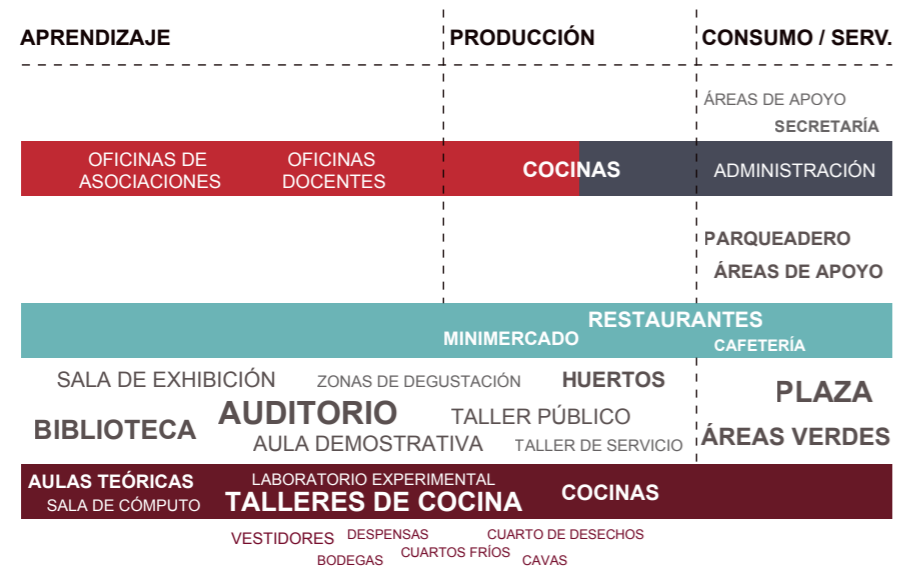 APRENDIZAJE
PRODUCCIÓN
CONSUMO / SERV.
ÁREAS DE APOYO
SECRETARÍA
OFICINAS DE
ASOCIACIONES
OFICINAS
DOCENTES
COCINAS
ADMINISTRACIÓN
PARQUEADERO
ÁREAS DE APOYO
RESTAURANTES
MINIMERCADO
CAFETERÍA
SALA DE EXHIBICIÓN
ZONAS DE DEGUSTACIÓN
HUERTOS
PLAZA
BIBLIOTECA
AUDITORIO
TALLER PÚBLICO
ÁREAS VERDES
AULA DEMOSTRATIVA
TALLER DE SERVICIO
AULAS TEÓRICAS
LABORATORIO EXPERIMENTAL
SALA DE CÓMPUTO
TALLERES DE COCINA
COCINAS
VESTIDORES
DESPENSAS
CUARTO DE DESECHOS
BODEGAS
CUARTOS FRÍOS
CAVAS